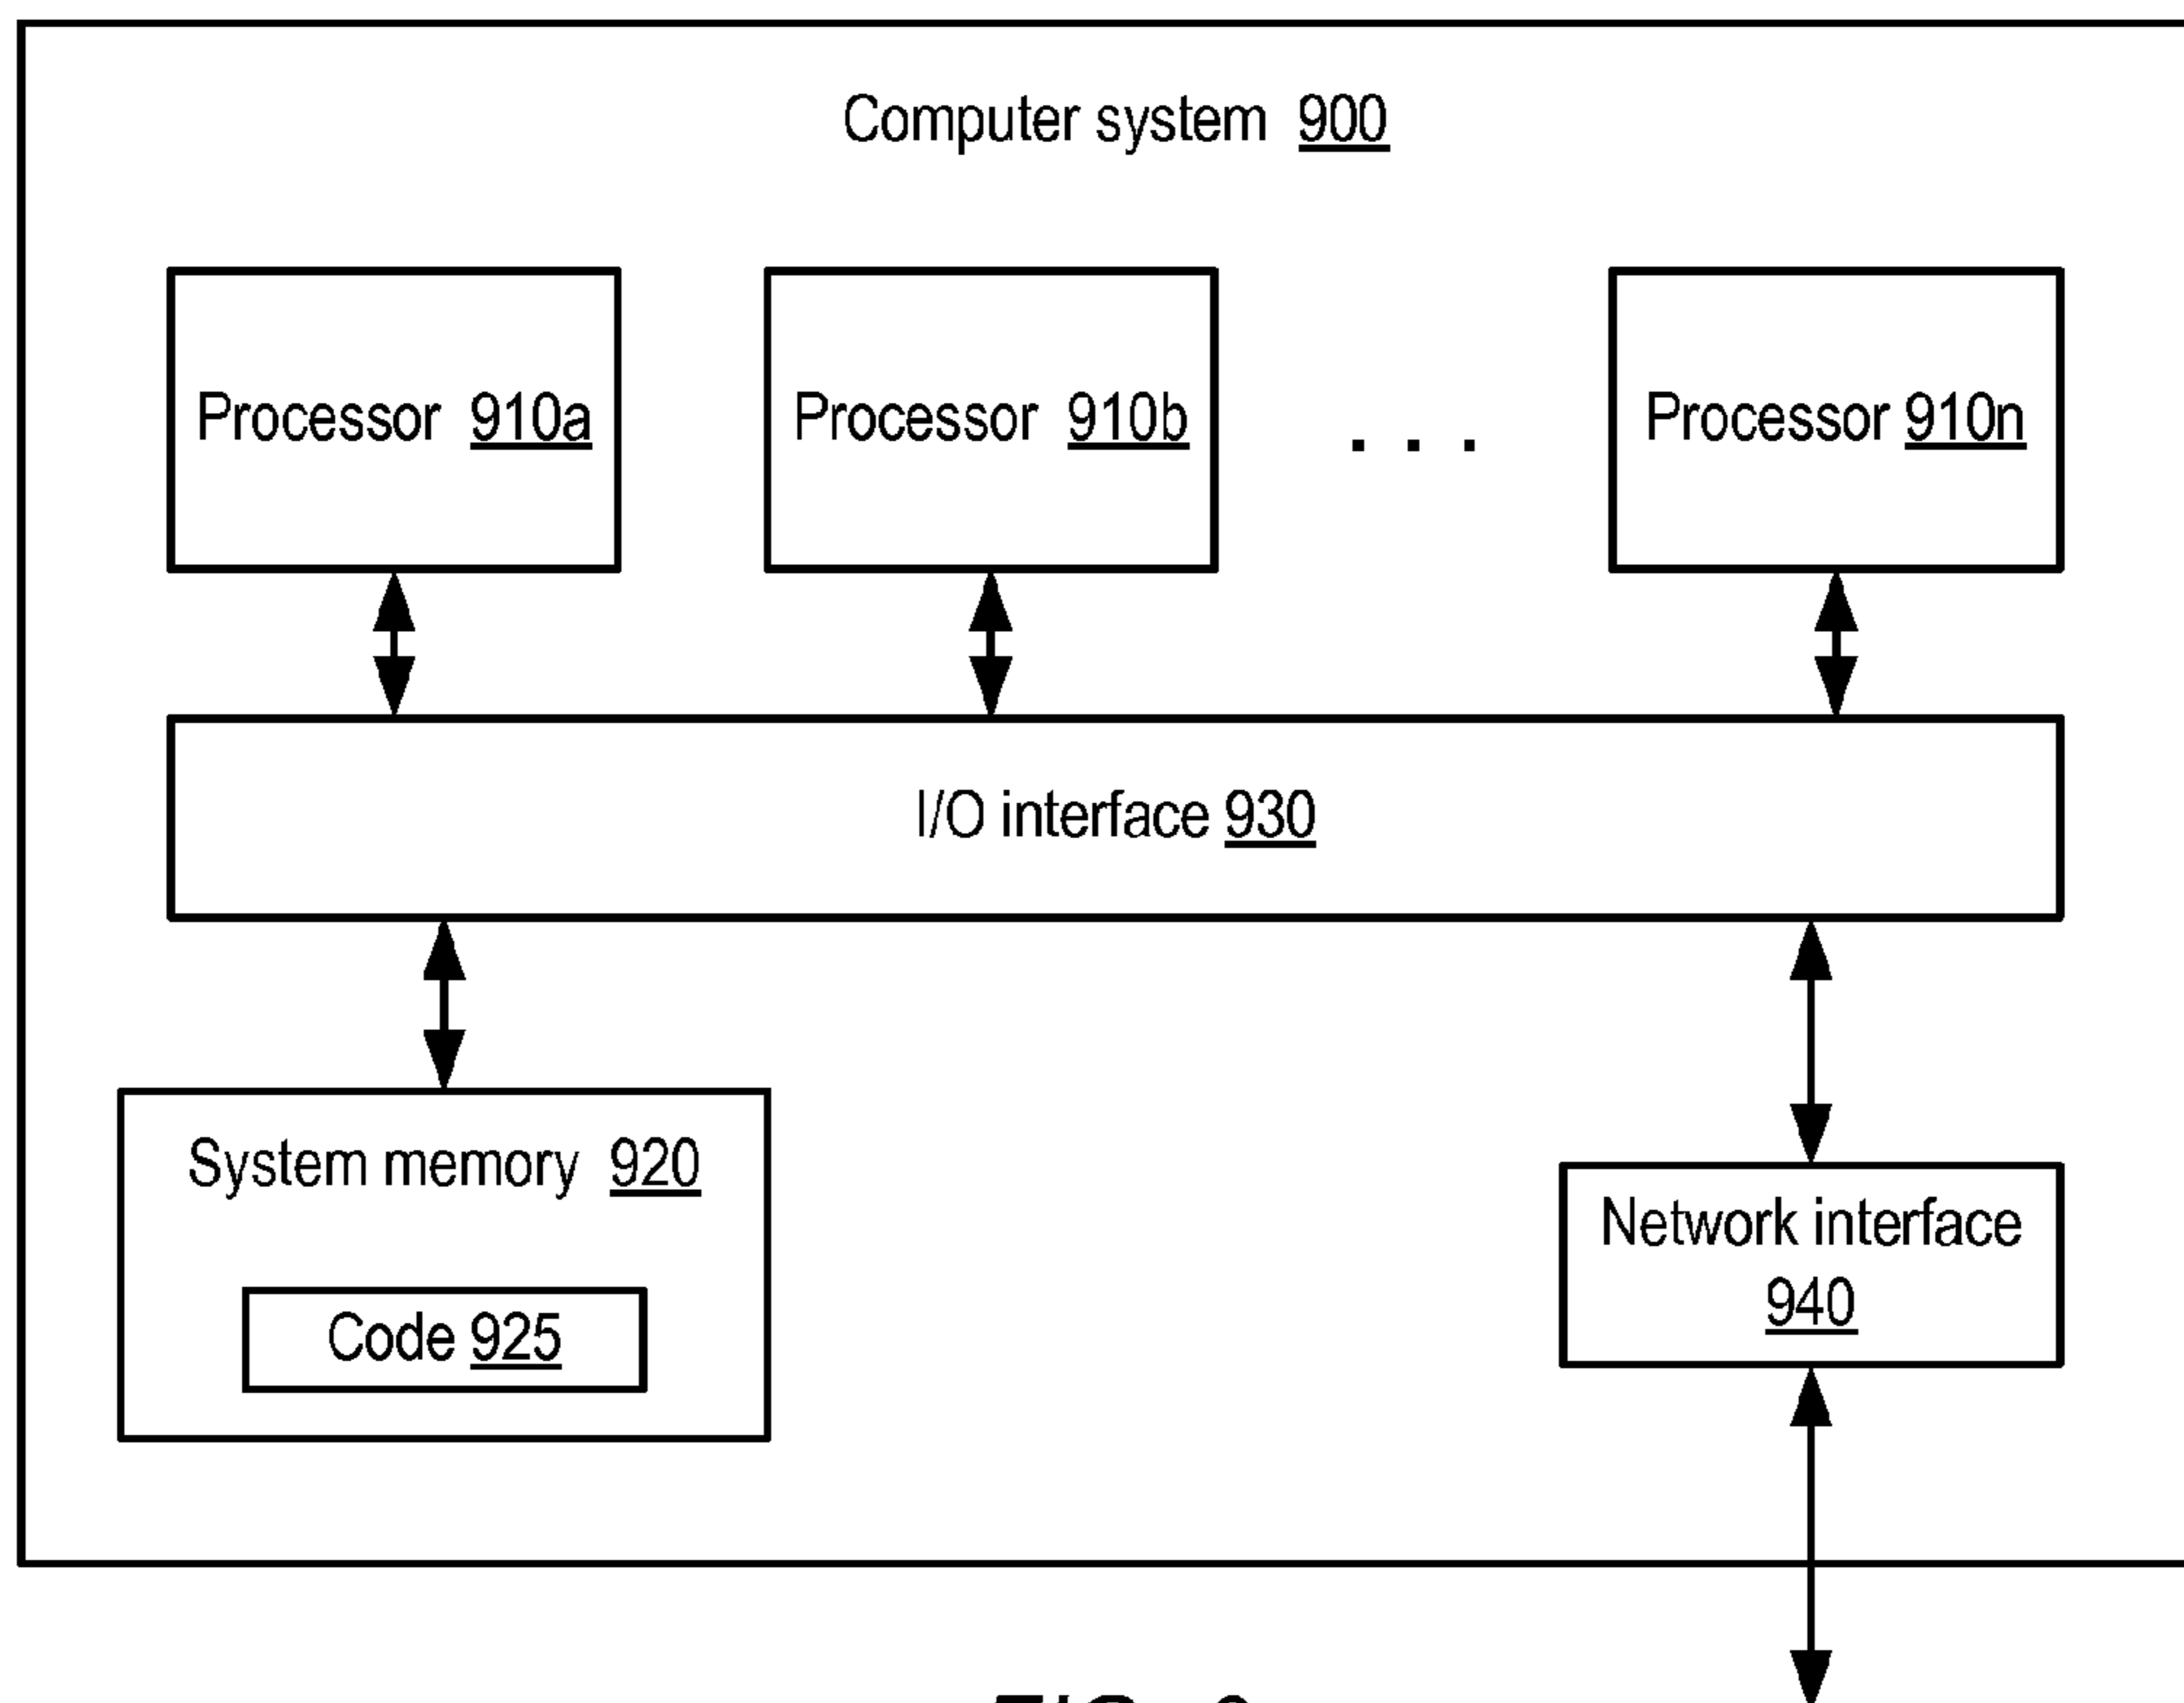 Computer system 900
Processor 910a
Processor 910b
. . .
Processor 910n
I/O interface 930
System memory 920
Code 925
Network interface
940